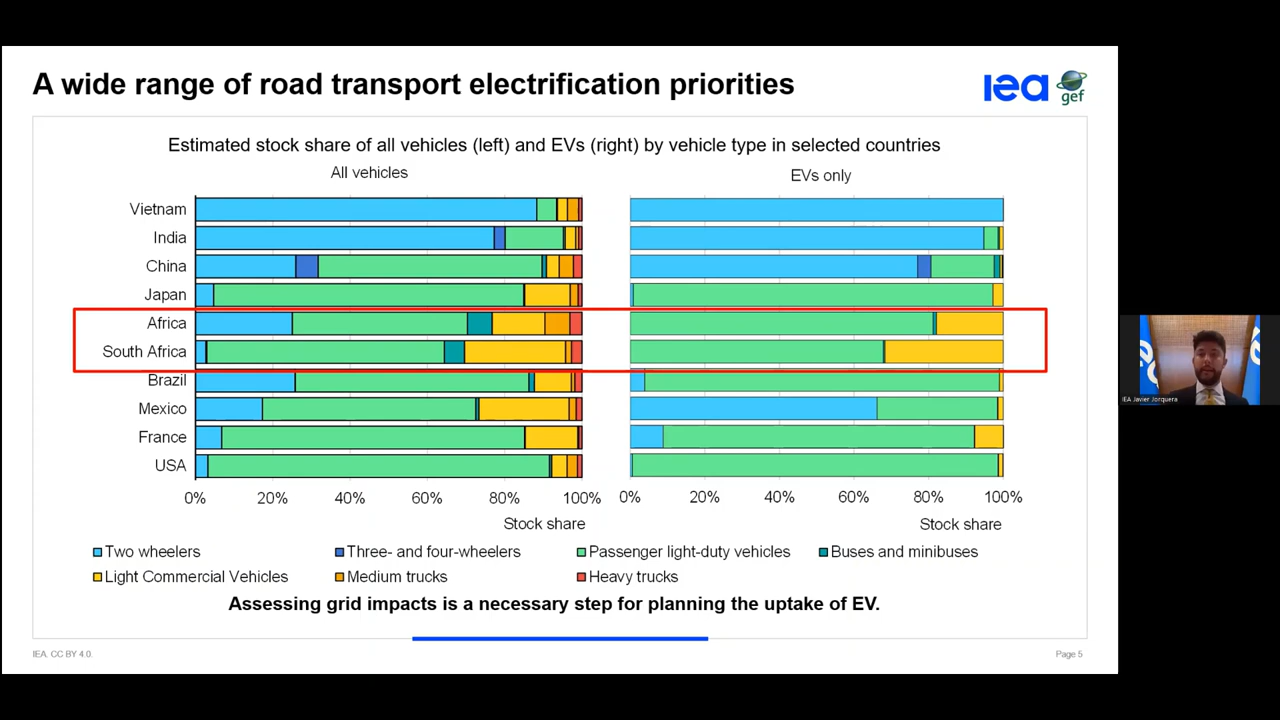 A wide range of road transport electrification priorities
iea
gef
Estimated stock share of all vehicles (left) and EVs (right) by vehicle type in selected countries
All vehicles
EVs only
Vietnam
India
China
Japan
Africa
South Africa
Brazil
Mexico
France
USA
0% 20% 40% 60% 80% 100%
0% 20% 40% 60% 80% 100%
Stock share
Stock share
Two wheelers
Three- and four-wheelers
Passenger light-duty vehicles
Buses and minibuses
Light Commercial Vehicles
Medium trucks
Heavy trucks
Assessing grid impacts is a necessary step for planning the uptake of EV.
IEA. CC BY 4.0.
Page 5
IEA Javier Jorquera